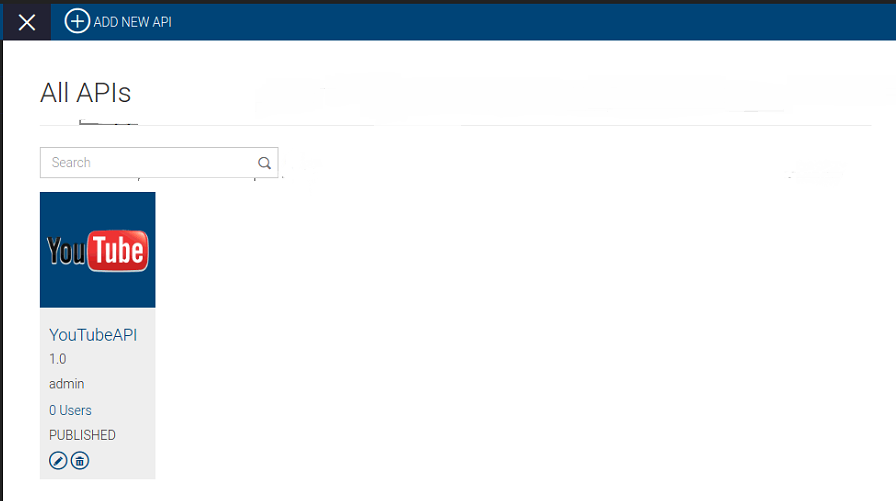 ADD NEW API
All APIs
Search
YouTube
YouTubeAPI
1.0
admin
0 Users
PUBLISHED